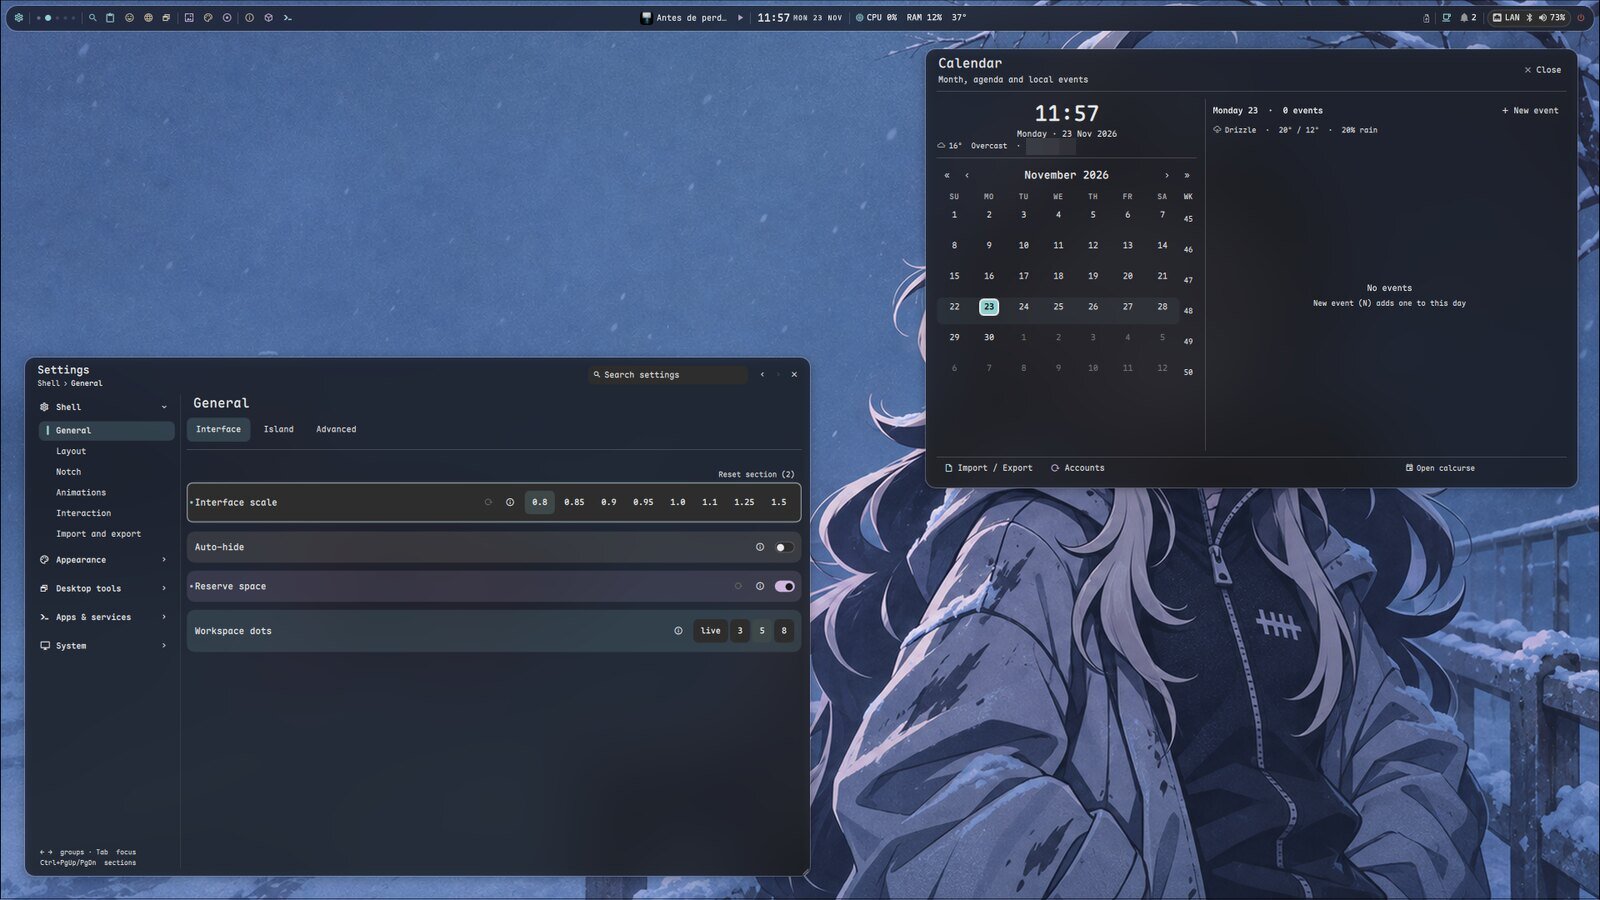 Antes de perd…
11:57 MON 23 NOV
CPU 0% RAM 12% 37°
2
LAN 73%
Calendar
Month, agenda and local events
Close
11:57
Monday · 23 Nov 2026
16° Overcast ·
« ‹ November 2026 › »
SU MO TU WE TH FR SA WK
1 2 3 4 5 6 7 45
8 9 10 11 12 13 14 46
15 16 17 18 19 20 21 47
22 23 24 25 26 27 28 48
29 30 1 2 3 4 5 49
6 7 8 9 10 11 12 50
Monday 23 · 0 events
+ New event
Drizzle · 20° / 12° · 20% rain
No events
New event (N) adds one to this day
Import / Export
Accounts
Open calcurse
Settings
Shell › General
Search settings
Shell
General
Layout
Notch
Animations
Interaction
Import and export
Appearance
Desktop tools
Apps & services
System
← → groups · Tab focus
Ctrl+PgUp/PgDn sections
General
Interface Island Advanced
Reset section (2)
Interface scale 0.8 0.85 0.9 0.95 1.0 1.1 1.25 1.5
Auto-hide
Reserve space
Workspace dots live 3 5 8